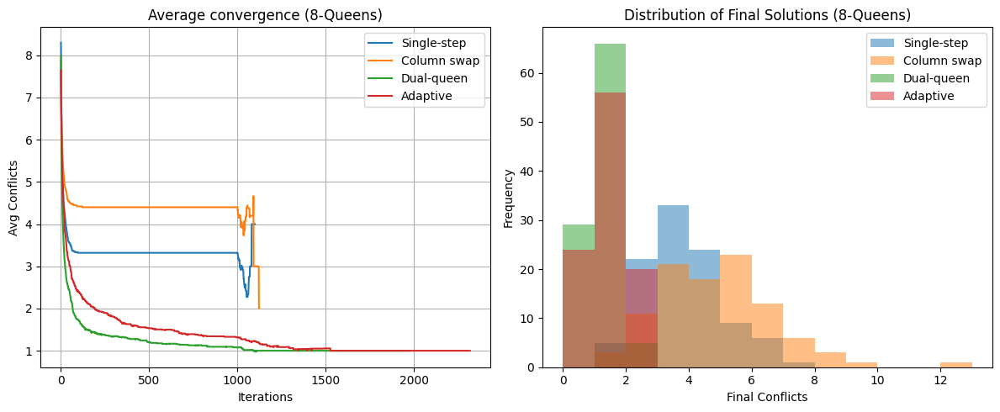 Average convergence (8-Queens)
Avg Conflicts
8
7
6
5
4
3
2
1
Single-step
Column swap
Dual-queen
Adaptive
0
500
1000
1500
2000
Iterations
Distribution of Final Solutions (8-Queens)
Frequency
60
50
40
30
20
10
0
Single-step
Column swap
Dual-queen
Adaptive
0
2
4
6
8
10
12
Final Conflicts